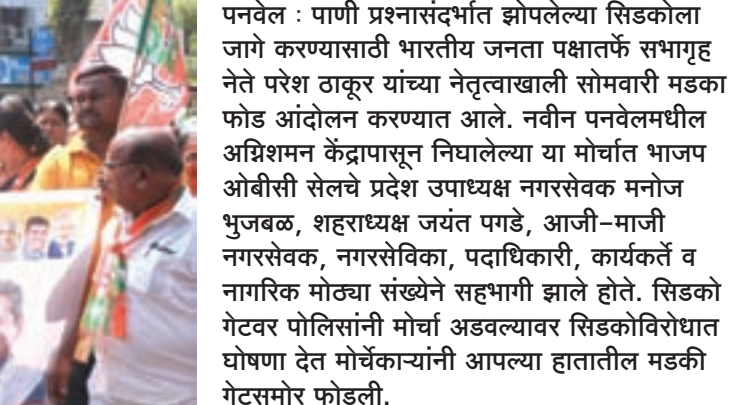 पनवेल : पाणी प्रश्नासंदर्भात झोपलेल्या सिडकोला
जागे करण्यासाठी भारतीय जनता पक्षातर्फे सभागृह
नेते परेश ठाकूर यांच्या नेतृत्वाखाली सोमवारी मडका
फोड आंदोलन करण्यात आले. नवीन पनवेलमधील
अग्निशमन केंद्रापासून निघालेल्या या मोर्चात भाजप
ओबीसी सेलचे प्रदेश उपाध्यक्ष नगरसेवक मनोज
भुजबळ, शहराध्यक्ष जयंत पगडे, आजी-माजी
नगरसेवक, नगरसेविका, पदाधिकारी, कार्यकर्ते व
नागरिक मोठ्या संख्येने सहभागी झाले होते. सिडको
गेटवर पोलिसांनी मोर्चा अडवल्यावर सिडकोविरोधात
घोषणा देत मोर्चेकाऱ्यांनी आपल्या हातातील मडकी
गेटसमोर फोडली.